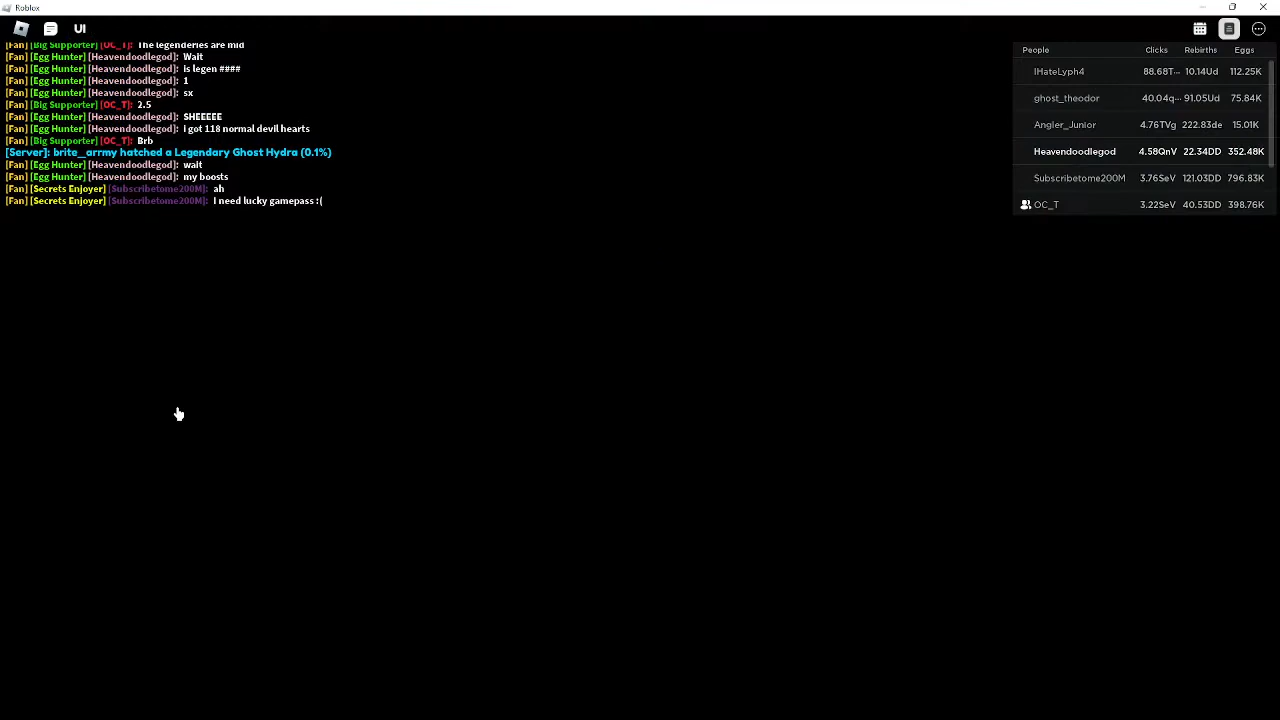 Roblox
UI
[Fan] [Big Supporter] [OC_T]: The legenderies are mid
[Fan] [Egg Hunter] [Heavendoodlegod]: Wait
[Fan] [Egg Hunter] [Heavendoodlegod]: Is legen ####
[Fan] [Egg Hunter] [Heavendoodlegod]: 1
[Fan] [Egg Hunter] [Heavendoodlegod]: sx
[Fan] [Big Supporter] [OC_T]: 2.5
[Fan] [Egg Hunter] [Heavendoodlegod]: SHEEEEE
[Fan] [Egg Hunter] [Heavendoodlegod]: I got 118 normal devil hearts
[Fan] [Big Supporter] [OC_T]: Brb
[Server]: brite_arrmy hatched a Legendary Ghost Hydra (0.1%)
[Fan] [Egg Hunter] [Heavendoodlegod]: wait
[Fan] [Egg Hunter] [Heavendoodlegod]: my boosts
[Fan] [Secrets Enjoyer] [Subscribetome200M]: ah
[Fan] [Secrets Enjoyer] [Subscribetome200M]: I need lucky gamepass :(
People Clicks Rebirths Eggs
IHateLyph4 88.68T... 10.14Ud 112.25K
ghost_theodor 40.04q... 91.05Ud 75.84K
Angler_Junior 4.76TVg 222.83de 15.01K
Heavendoodlegod 4.58QnV 22.34DD 352.48K
Subscribetome200M 3.76SeV 121.03DD 796.83K
OC_T 3.22SeV 40.53DD 398.76K